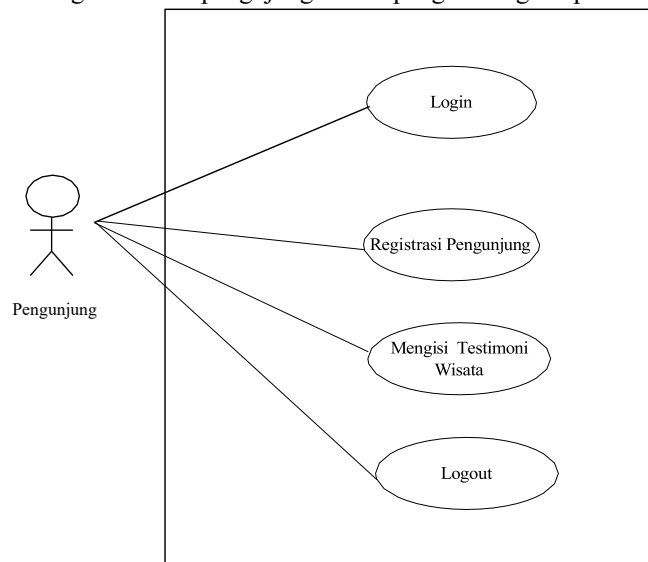 Login
Registrasi Pengunjung
Pengunjung
Mengisi Testimoni
Wisata
Logout